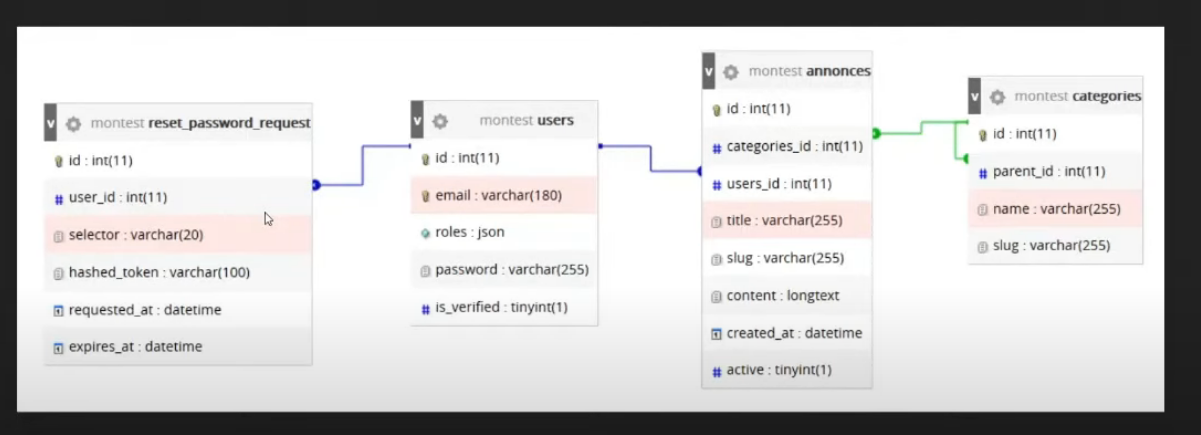 v montest reset_password_request
id : int(11)
user_id : int(11)
selector : varchar(20)
hashed_token : varchar(100)
requested_at : datetime
expires_at : datetime
v montest users
id : int(11)
email : varchar(180)
roles : json
password : varchar(255)
is_verified : tinyint(1)
v montest annonces
id : int(11)
categories_id : int(11)
users_id : int(11)
title : varchar(255)
slug : varchar(255)
content : longtext
created_at : datetime
active : tinyint(1)
v montest categories
id : int(11)
parent_id : int(11)
name : varchar(255)
slug : varchar(255)